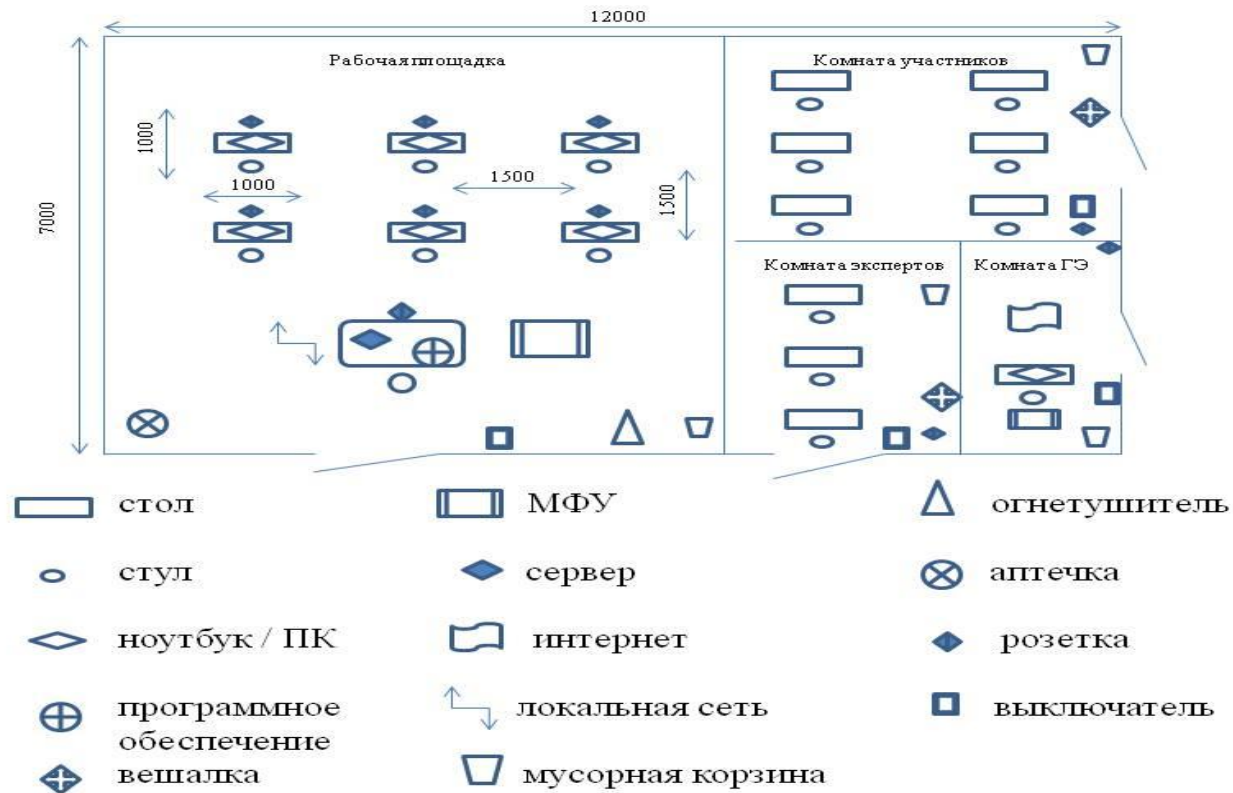 12000
Рабочая площадка
Комната участников
1000
7000
1000
1500
1500
Комната экспертов
Комната ГЭ
стол
МФУ
огнетушитель
стул
сервер
аптечка
ноутбук / ПК
интернет
розетка
программное
обеспечение
локальная сеть
выключатель
вешалка
мусорная корзина